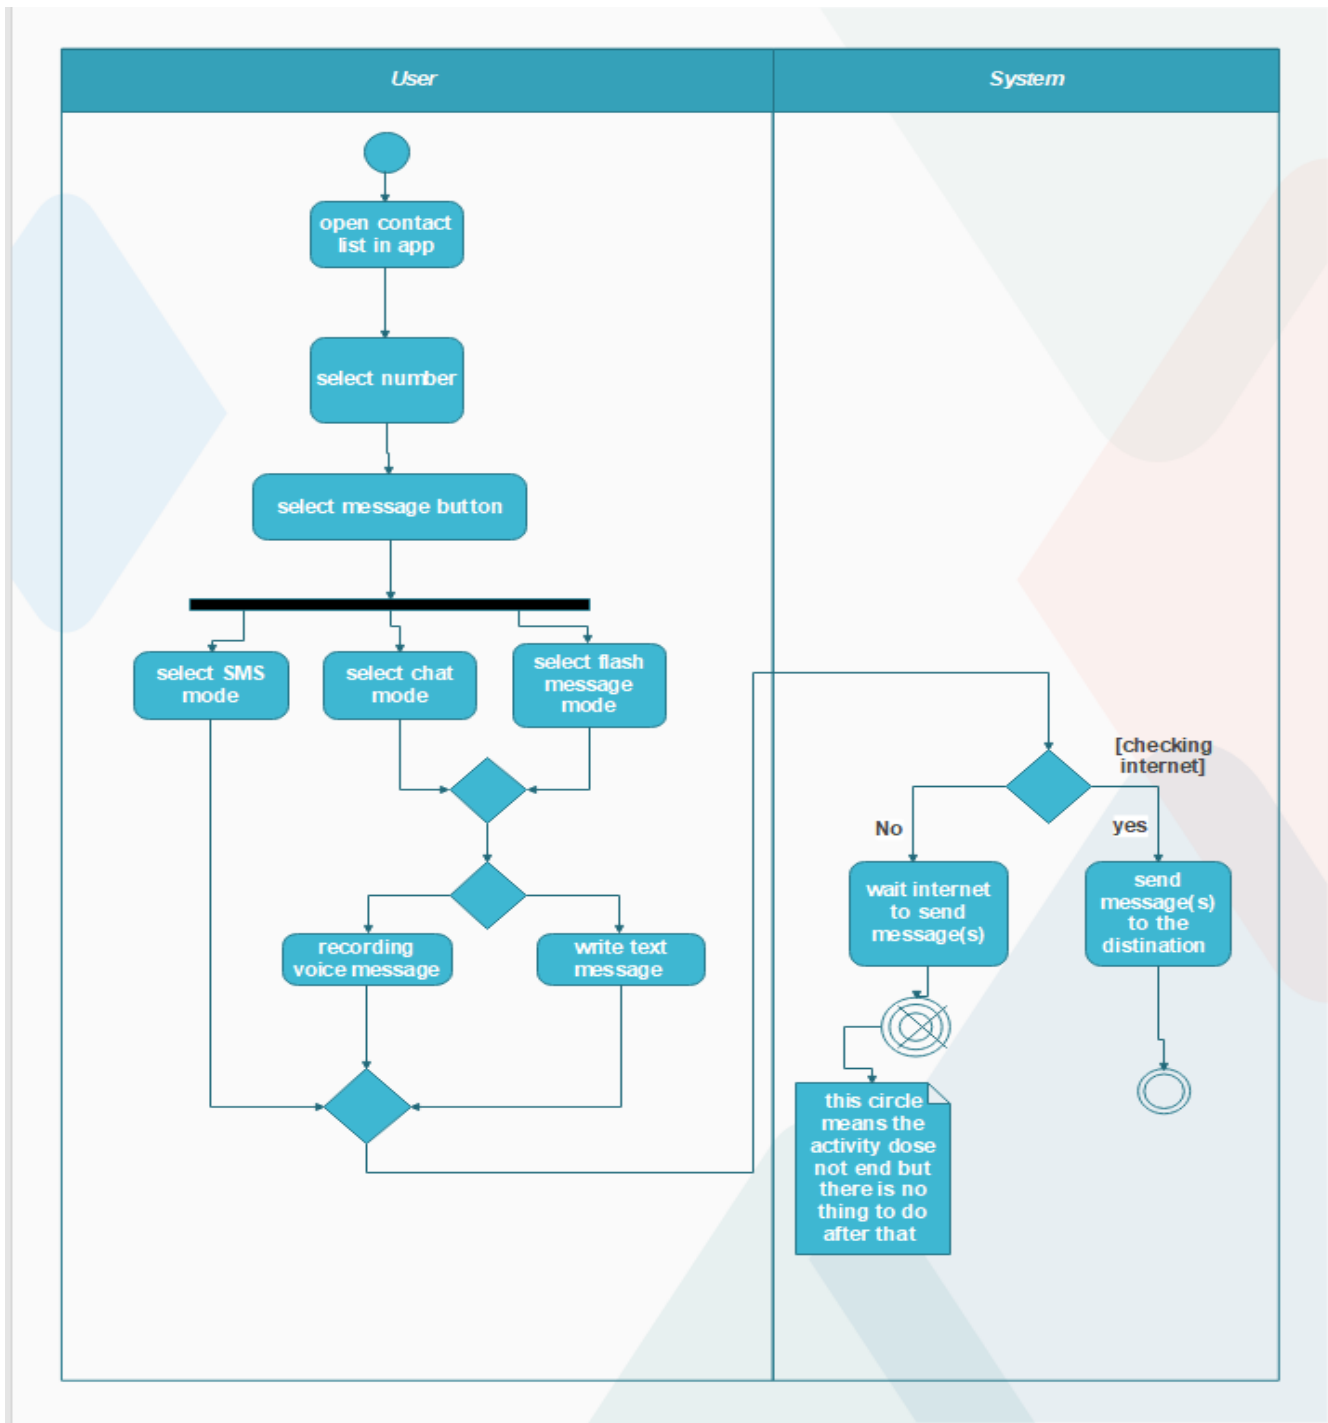 User
System
open contact
list in app
select number
select message button
select SMS
mode
select chat
mode
select flash
message
mode
[checking
internet]
No
yes
wait internet
to send
message(s)
send
message(s)
to the
distination
recording
voice message
write text
message
this circle
means the
activity dose
not end but
there is no
thing to do
after that